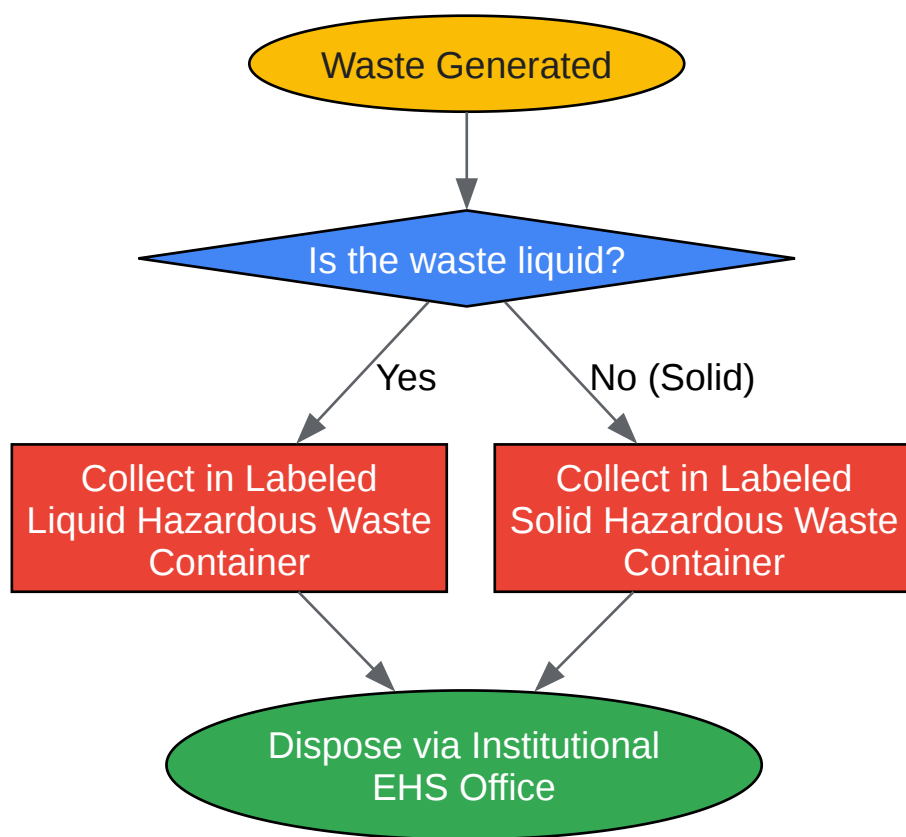 Waste Generated
Is the waste liquid?
Yes
No (Solid)
Collect in Labeled
Liquid Hazardous Waste
Container
Collect in Labeled
Solid Hazardous Waste
Container
Dispose via Institutional
EHS Office